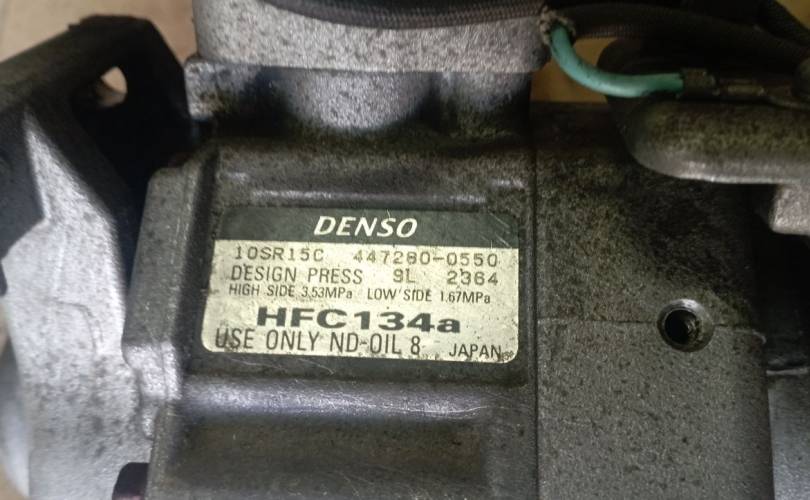 DENSO
10SR15C 447280-0550
DESIGN PRESS 9L 2364
HIGH SIDE 3.53MPa LOW SIDE 1.67MPa
HFC134a
USE ONLY ND-OIL 8 JAPAN